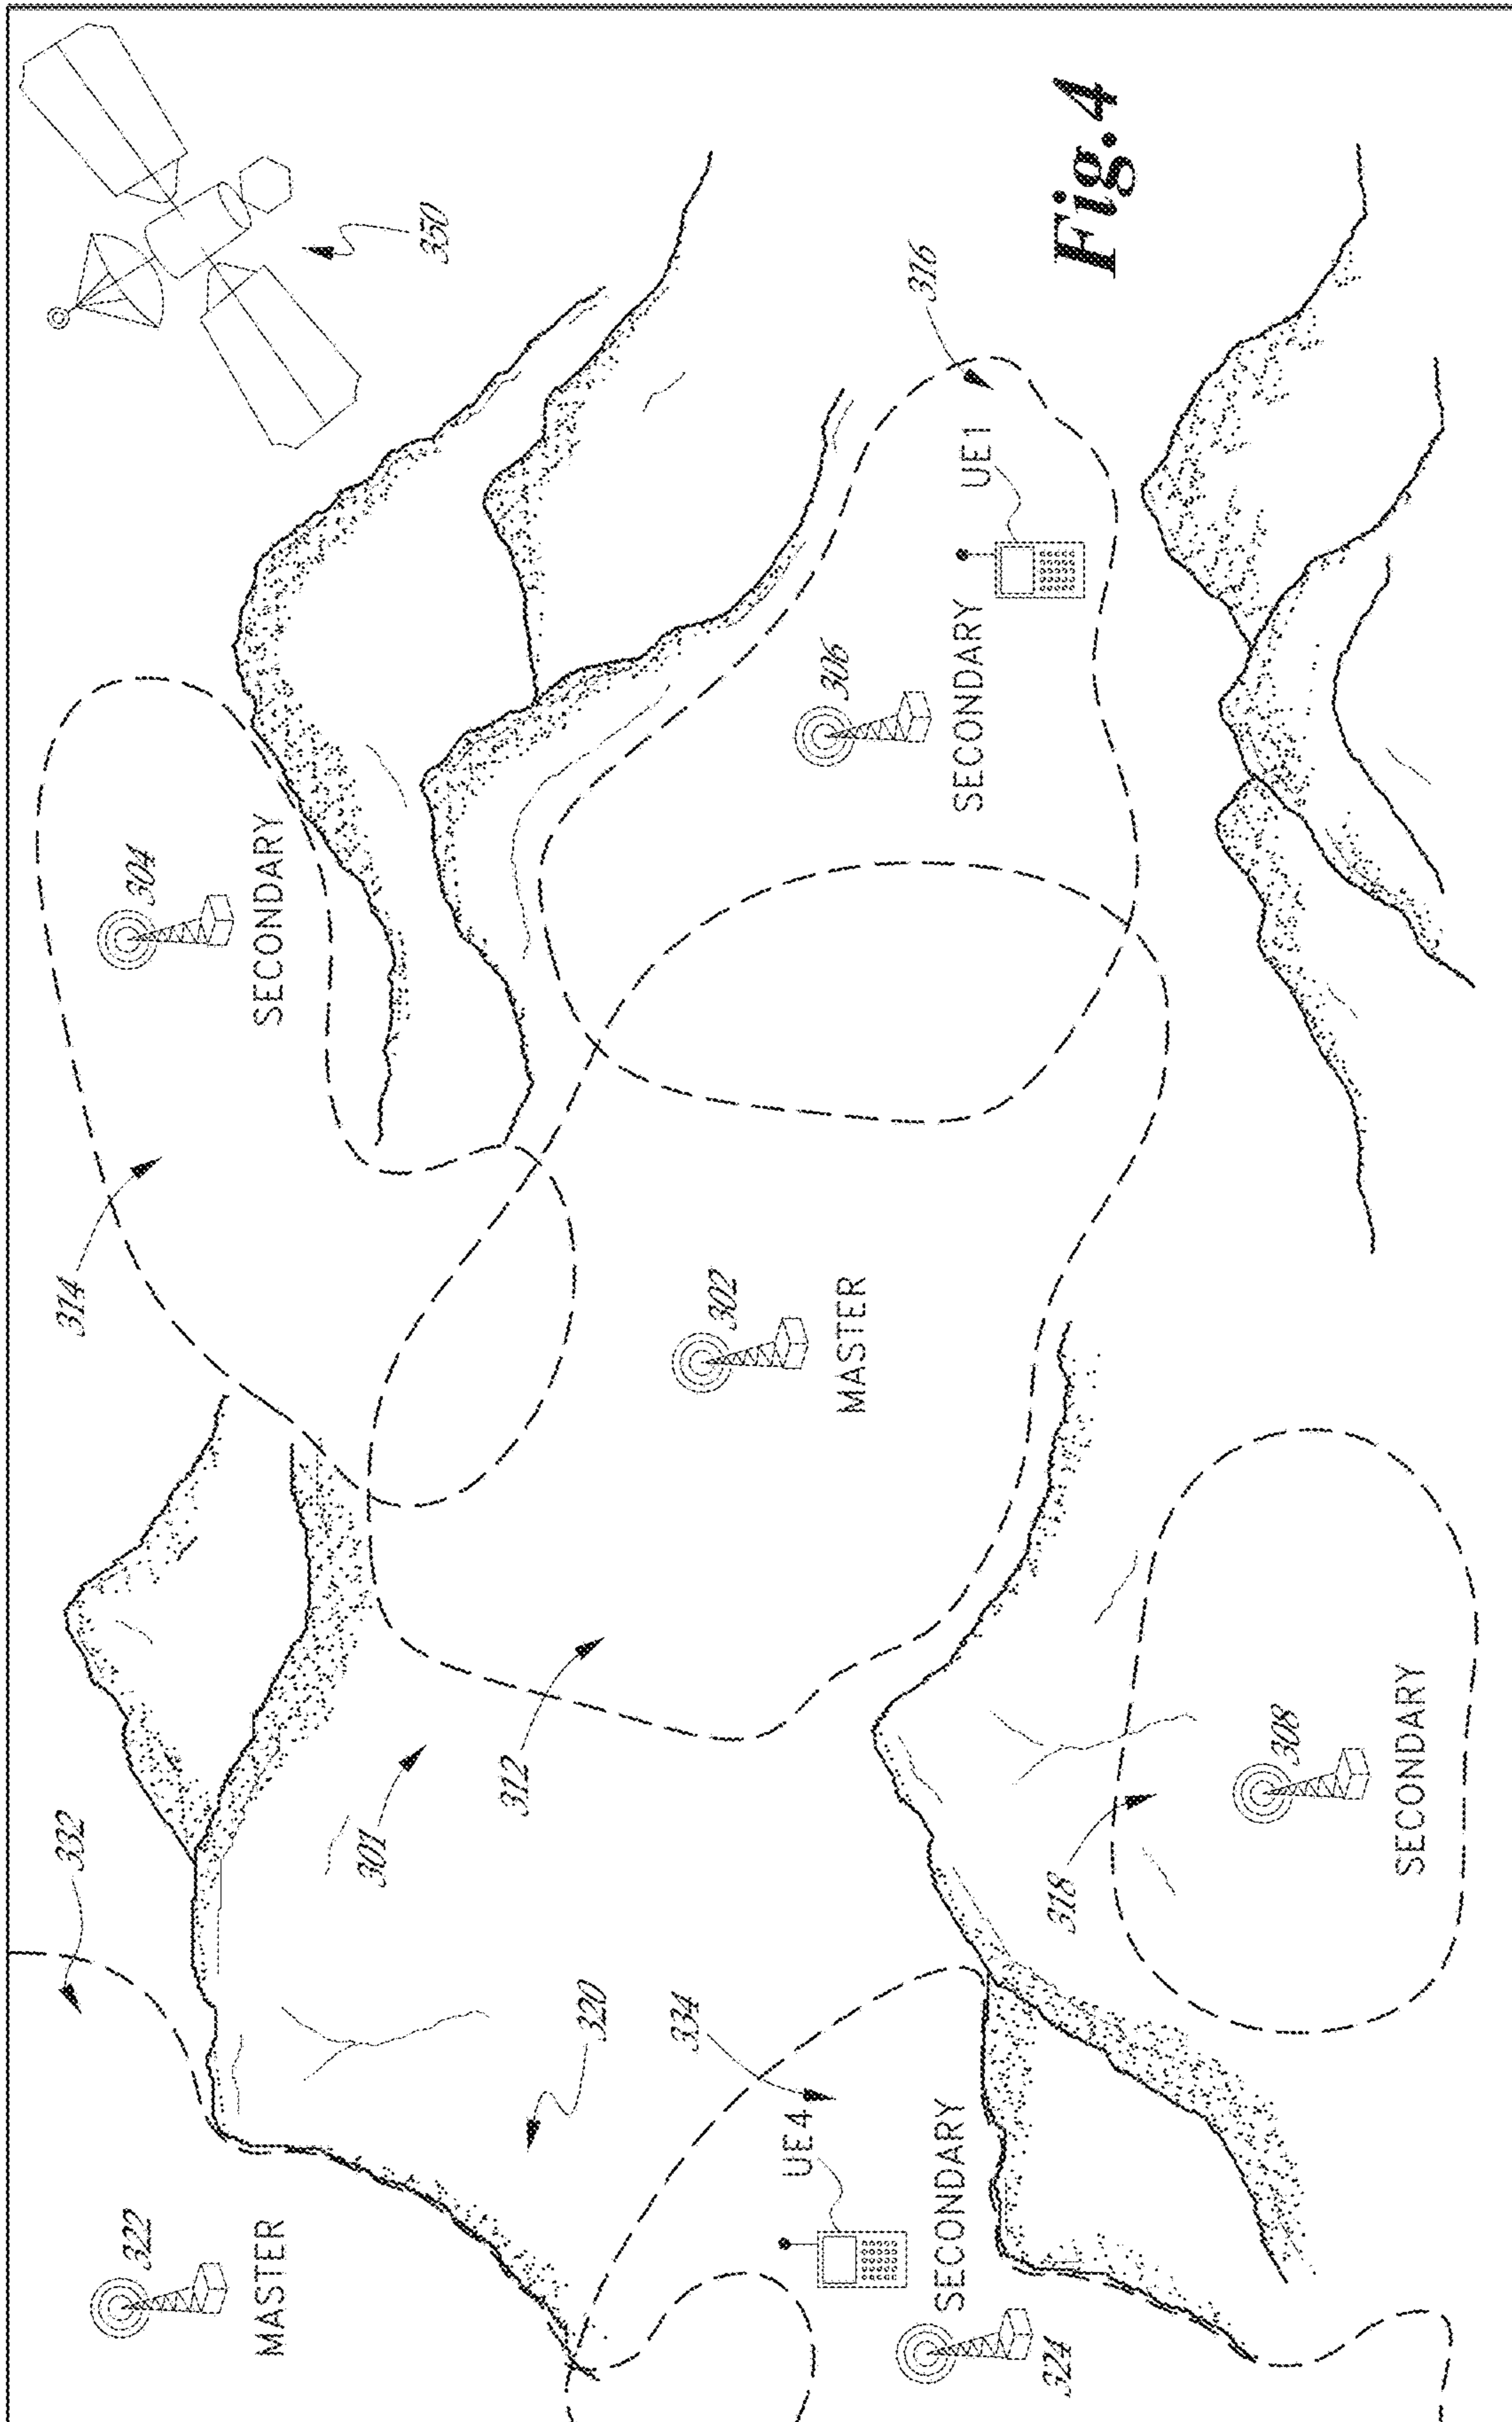 350
304
SECONDARY
314
316
UE1
306
SECONDARY
302
MASTER
332
301
312
320
334
318
308
SECONDARY
322
MASTER
UE4
SECONDARY
324
Fig.4